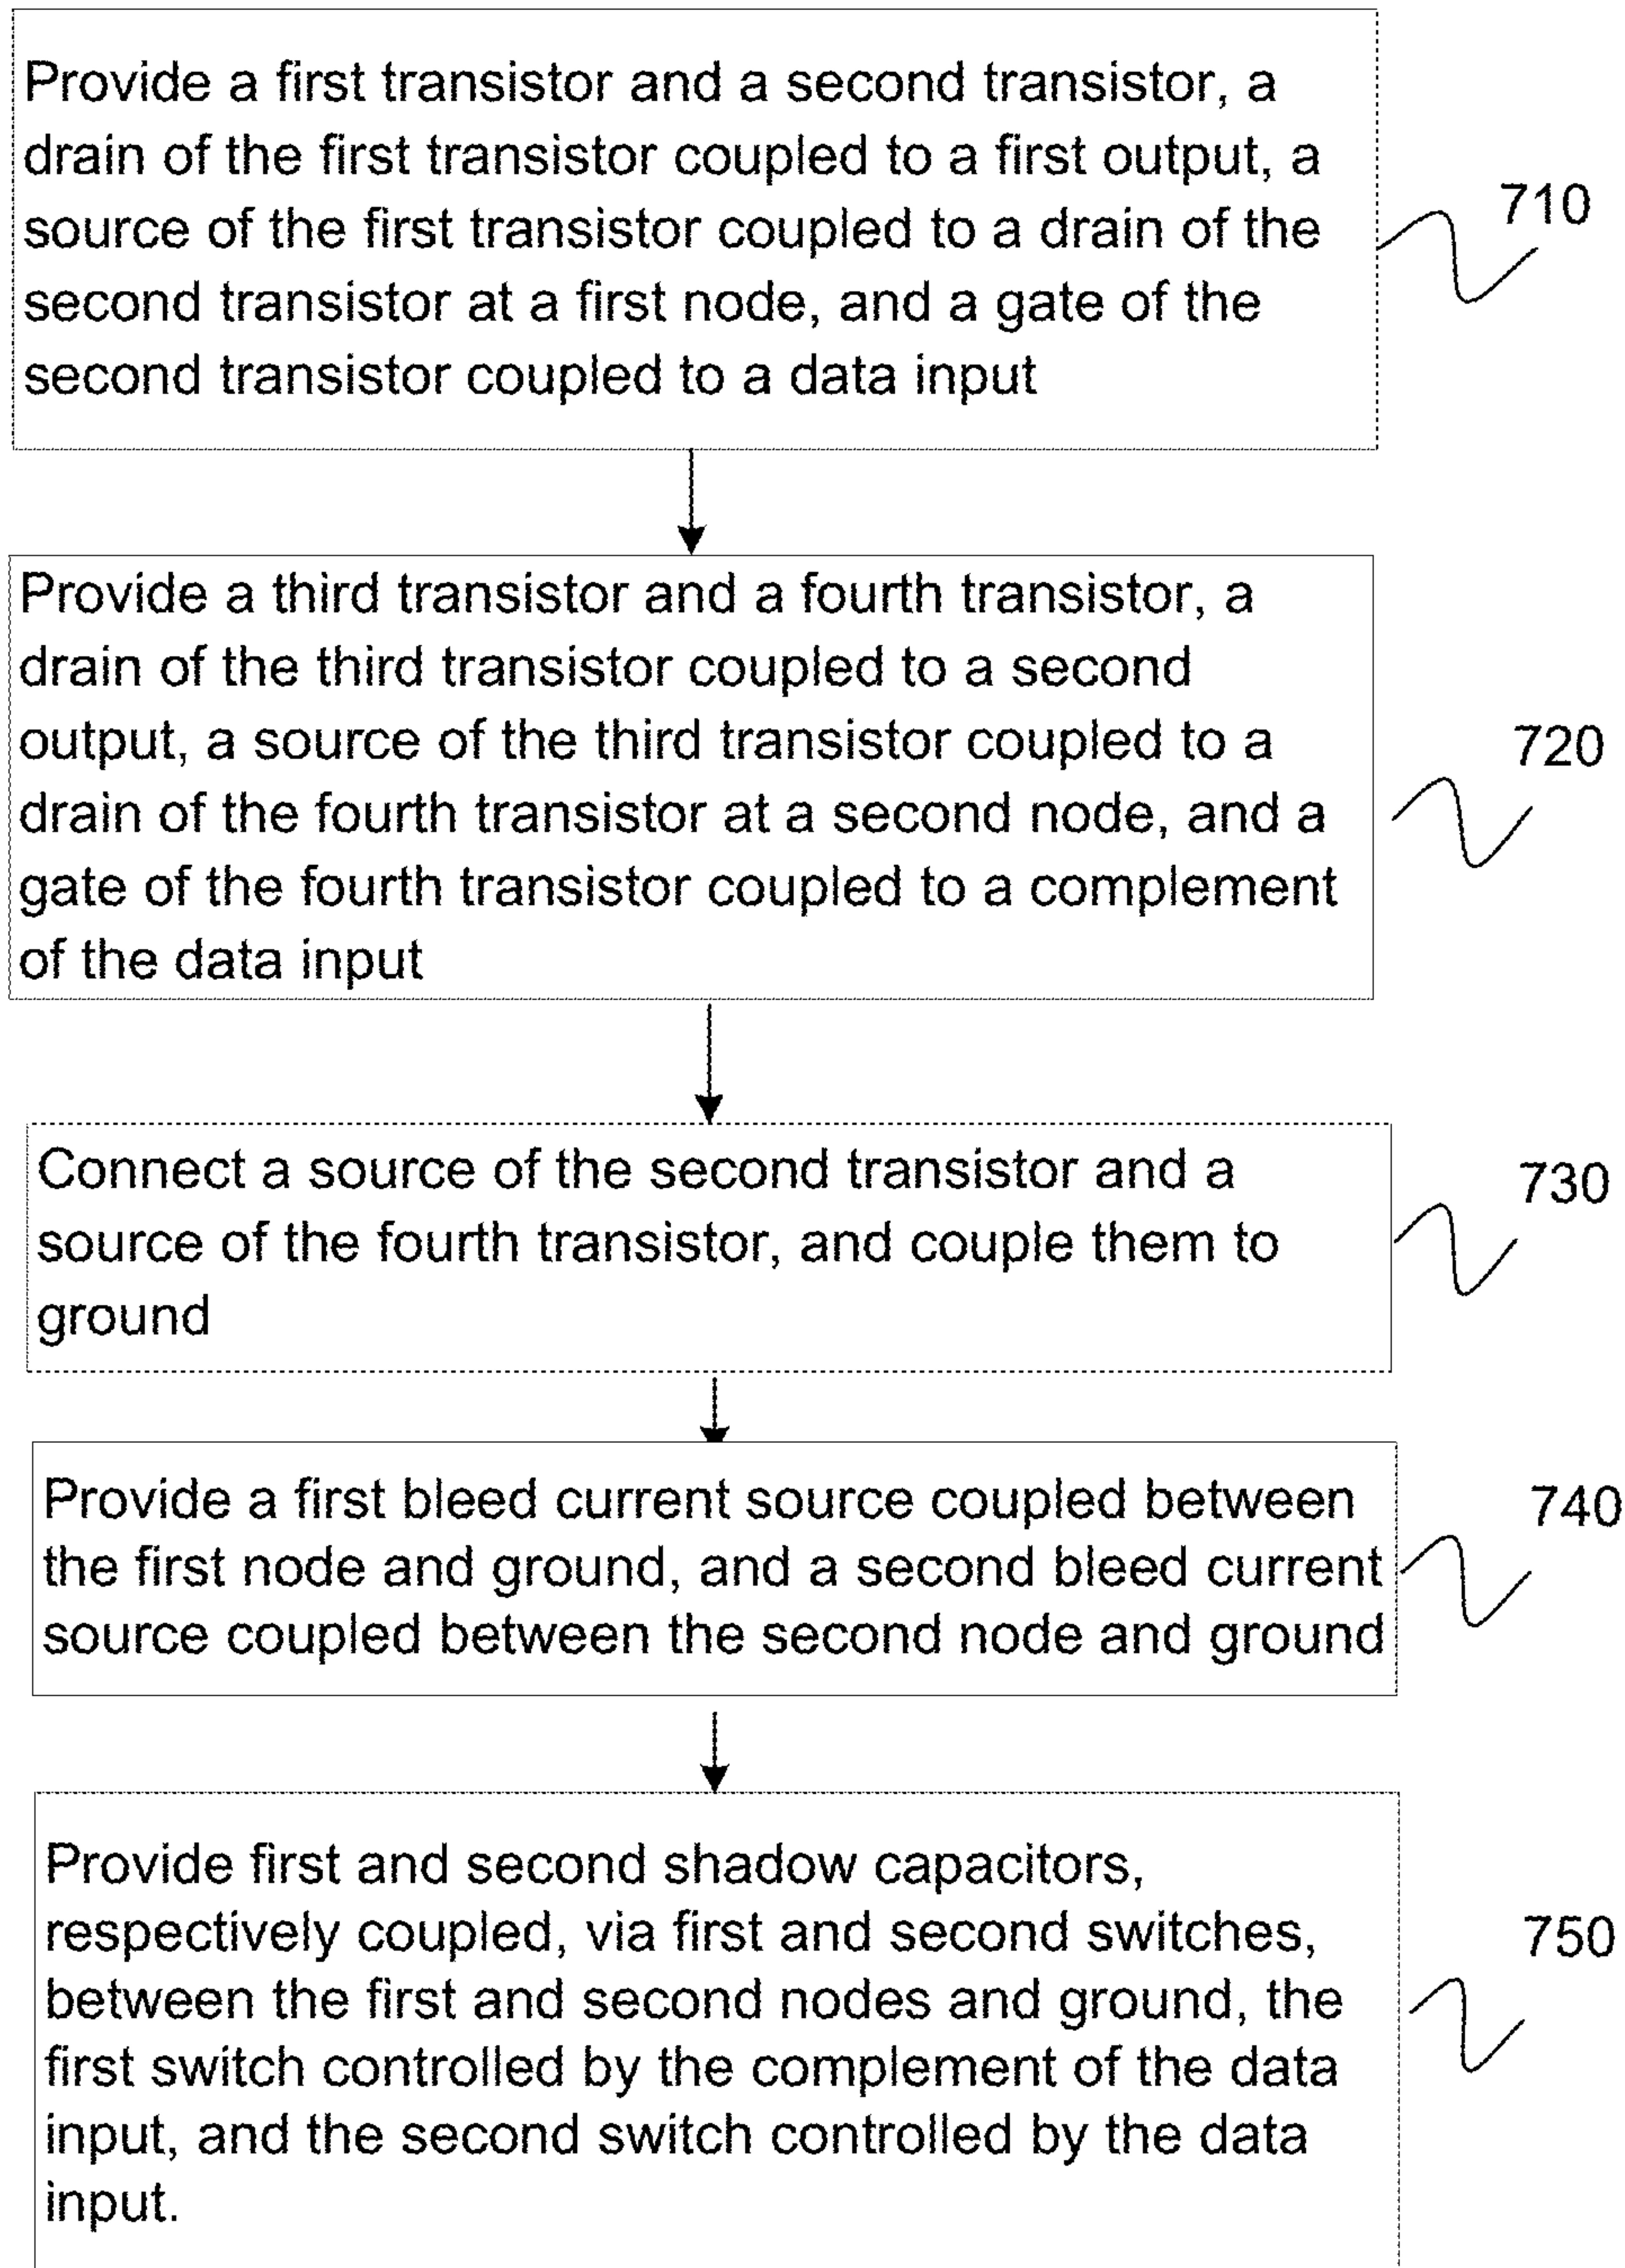 Provide a first transistor and a second transistor, a
drain of the first transistor coupled to a first output, a
source of the first transistor coupled to a drain of the
second transistor at a first node, and a gate of the
second transistor coupled to a data input
710
Provide a third transistor and a fourth transistor, a
drain of the third transistor coupled to a second
output, a source of the third transistor coupled to a
drain of the fourth transistor at a second node, and a
gate of the fourth transistor coupled to a complement
of the data input
720
Connect a source of the second transistor and a
source of the fourth transistor, and couple them to
ground
730
Provide a first bleed current source coupled between
the first node and ground, and a second bleed current
source coupled between the second node and ground
740
Provide first and second shadow capacitors,
respectively coupled, via first and second switches,
between the first and second nodes and ground, the
first switch controlled by the complement of the data
input, and the second switch controlled by the data
input.
750